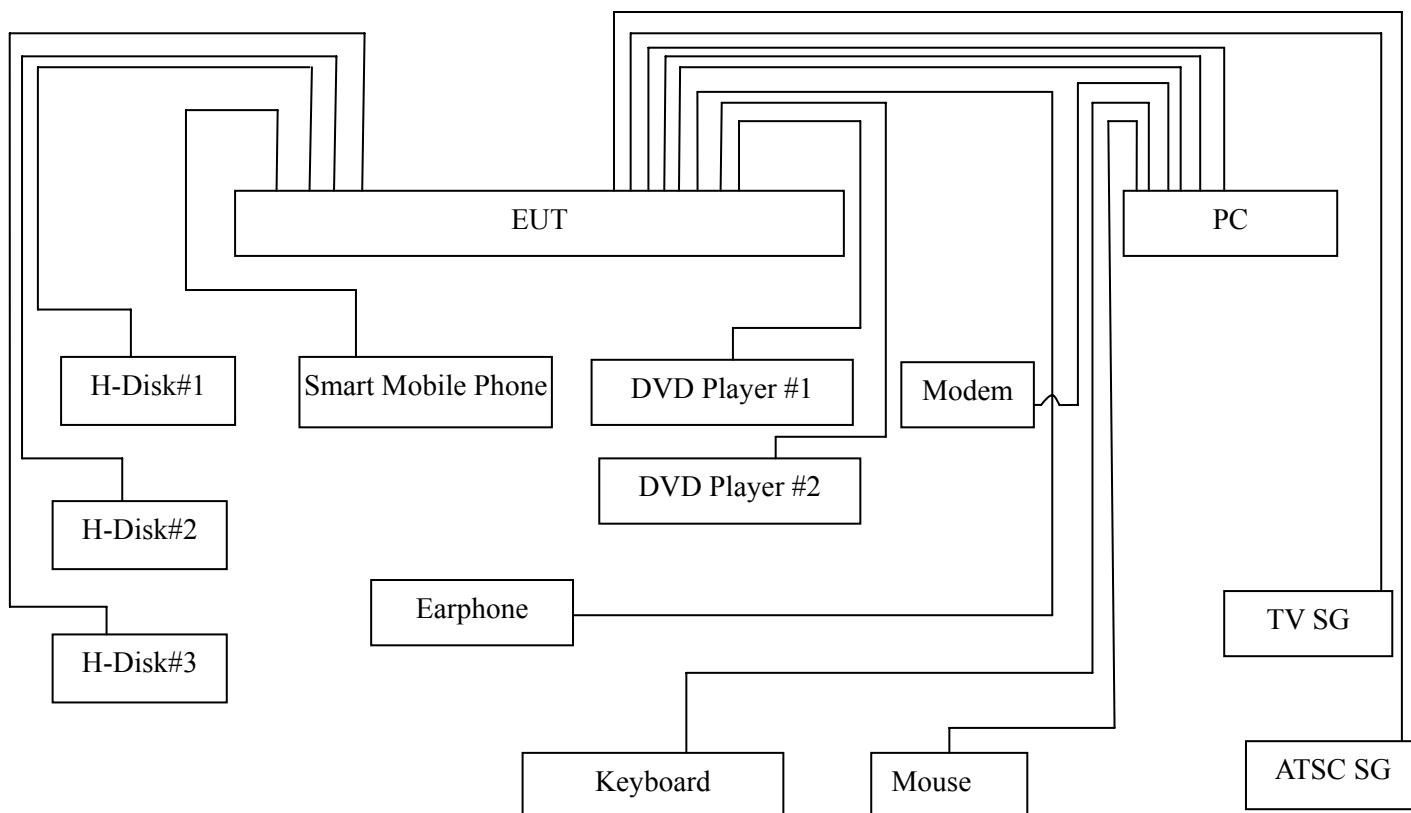 EUT
PC
H-Disk#1
Smart Mobile Phone
DVD Player #1
Modem
DVD Player #2
H-Disk#2
Earphone
TV SG
H-Disk#3
Keyboard
Mouse
ATSC SG